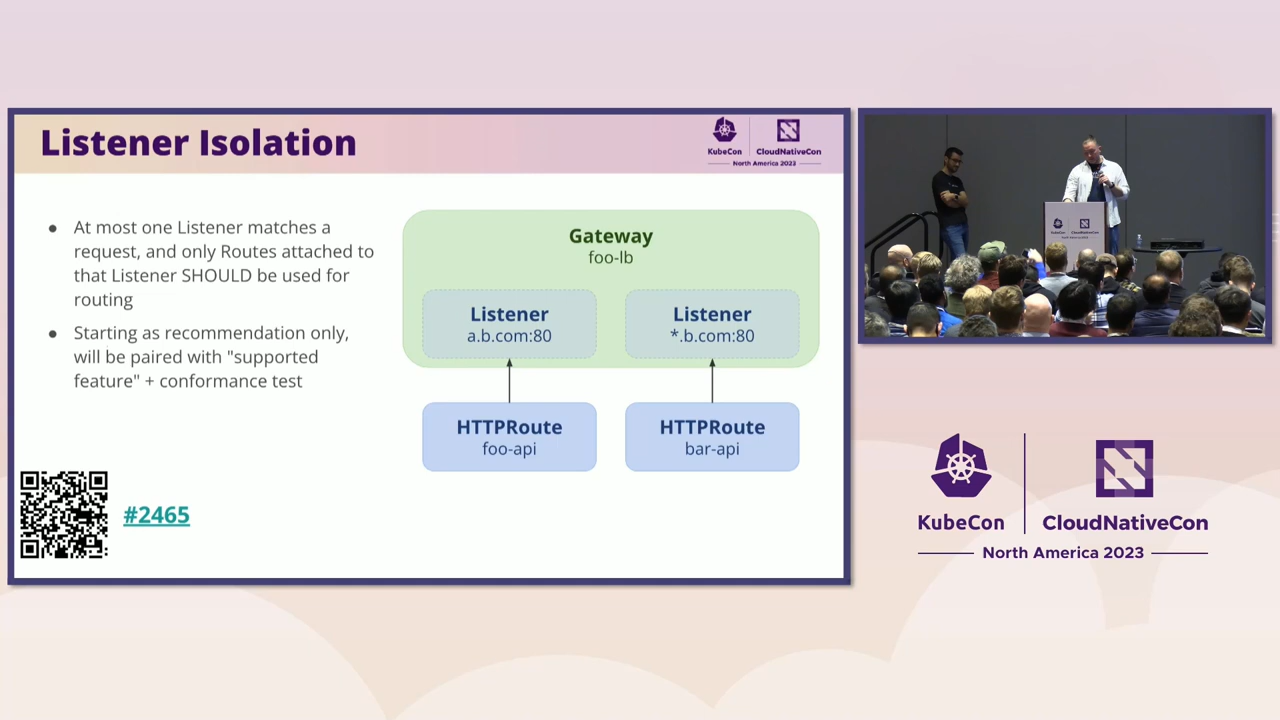 Listener Isolation
KubeCon
CloudNativeCon
North America 2023
● At most one Listener matches a
request, and only Routes attached to
that Listener SHOULD be used for
routing
● Starting as recommendation only,
will be paired with "supported
feature" + conformance test
Gateway
foo-lb
Listener
a.b.com:80
Listener
*.b.com:80
HTTPRoute
foo-api
HTTPRoute
bar-api
#2465
KubeCon
CloudNativeCon
North America 2023